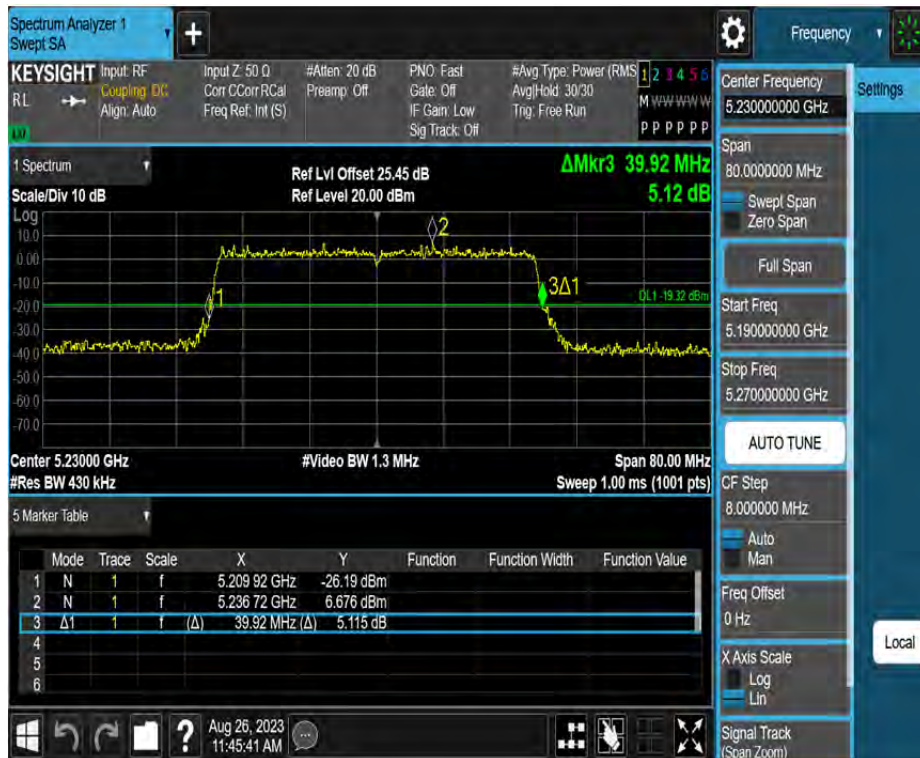 Spectrum Analyzer 1
Swept SA
+
Frequency
KEYSIGHT
RL
Input: RF
Coupling: DC
Align: Auto
Input Z: 50 Ω
Corr CCorr RCal
Freq Ref: Int (S)
#Atten: 20 dB
Preamp: Off
PNO: Fast
Gate: Off
IF Gain: Low
Sig Track: Off
#Avg Type: Power (RMS
Avg|Hold: 30/30
Trig: Free Run
1 2 3 4 5 6
M W W W W W
P P P P P P
1 Spectrum
Scale/Div 10 dB
Ref Lvl Offset 25.45 dB
Ref Level 20.00 dBm
ΔMkr3 39.92 MHz
5.12 dB
Log
10.0
0.00
-10.0
-20.0
-30.0
-40.0
-50.0
-60.0
-70.0
1
2
3Δ1
DL1 -19.32 dBm
Center 5.23000 GHz
#Video BW 1.3 MHz
Span 80.00 MHz
#Res BW 430 kHz
Sweep 1.00 ms (1001 pts)
5 Marker Table
Mode Trace Scale X Y Function Function Width Function Value
1 N 1 f 5.209 92 GHz -26.19 dBm
2 N 1 f 5.236 72 GHz 6.676 dBm
3 Δ1 1 f (Δ) 39.92 MHz (Δ) 5.115 dB
4
5
6
?
Aug 26, 2023
11:45:41 AM
Center Frequency
5.230000000 GHz
Span
80.0000000 MHz
Swept Span
Zero Span
Full Span
Start Freq
5.190000000 GHz
Stop Freq
5.270000000 GHz
AUTO TUNE
CF Step
8.000000 MHz
Auto
Man
Freq Offset
0 Hz
X Axis Scale
Log
Lin
Signal Track
(Span Zoom)
Settings
Local